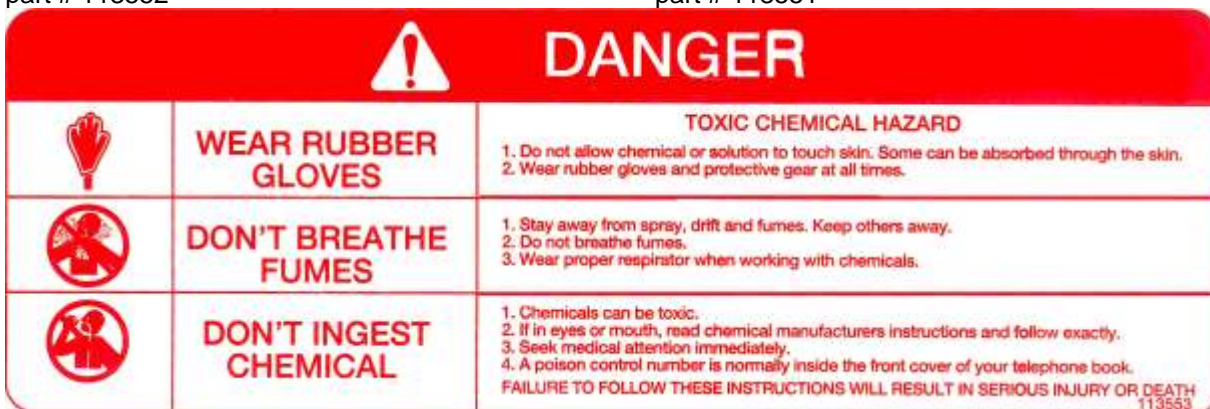 DANGER
WEAR RUBBER
GLOVES
TOXIC CHEMICAL HAZARD
1. Do not allow chemical or solution to touch skin. Some can be absorbed through the skin.
2. Wear rubber gloves and protective gear at all times.
DON'T BREATHE
FUMES
1. Stay away from spray, drift and fumes. Keep others away.
2. Do not breathe fumes.
3. Wear proper respirator when working with chemicals.
DON'T INGEST
CHEMICAL
1. Chemicals can be toxic.
2. If in eyes or mouth, read chemical manufacturers instructions and follow exactly.
3. Seek medical attention immediately.
4. A poison control number is normally inside the front cover of your telephone book.
FAILURE TO FOLLOW THESE INSTRUCTIONS WILL RESULT IN SERIOUS INJURY OR DEATH
113553